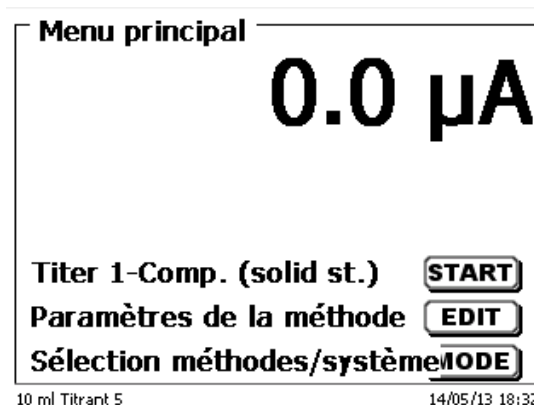 Menu principal
0.0 µA
Titer 1-Comp. (solid st.) START
Paramètres de la méthode EDIT
Sélection méthodes/système MODE
10 ml Titrant 5 14/05/13 18:32